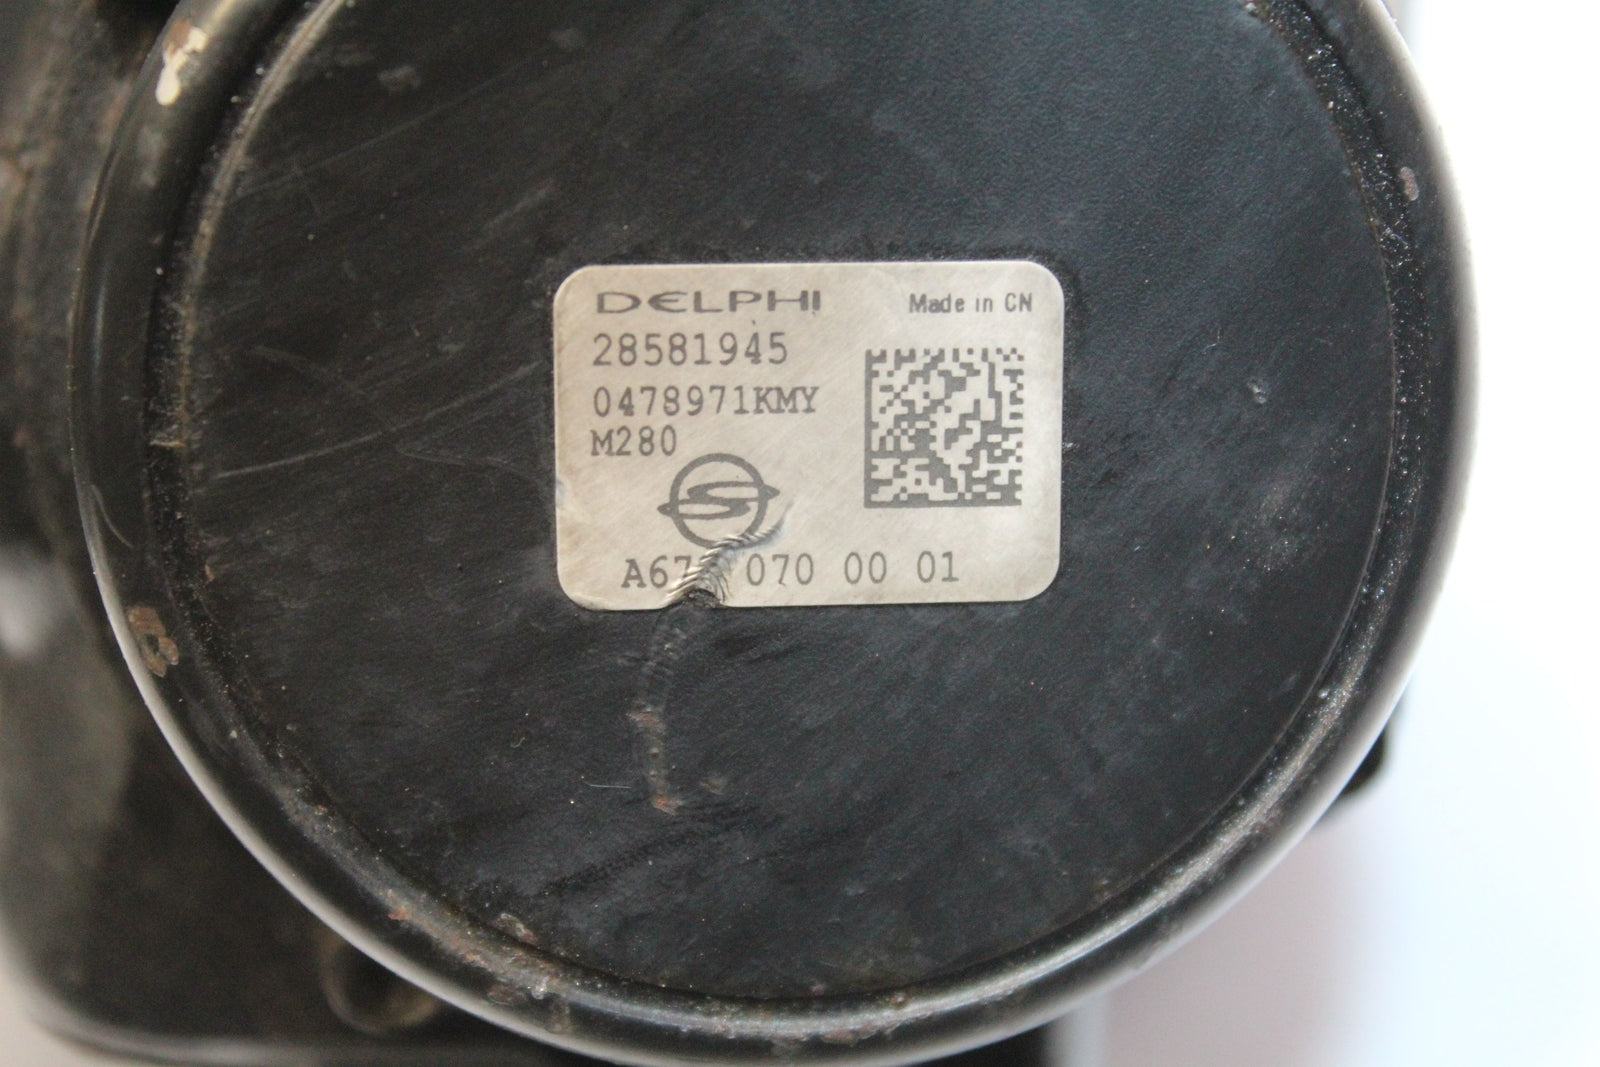 DELPHI Made in CN
28581945
0478971KMY
M280
S
070 00 01